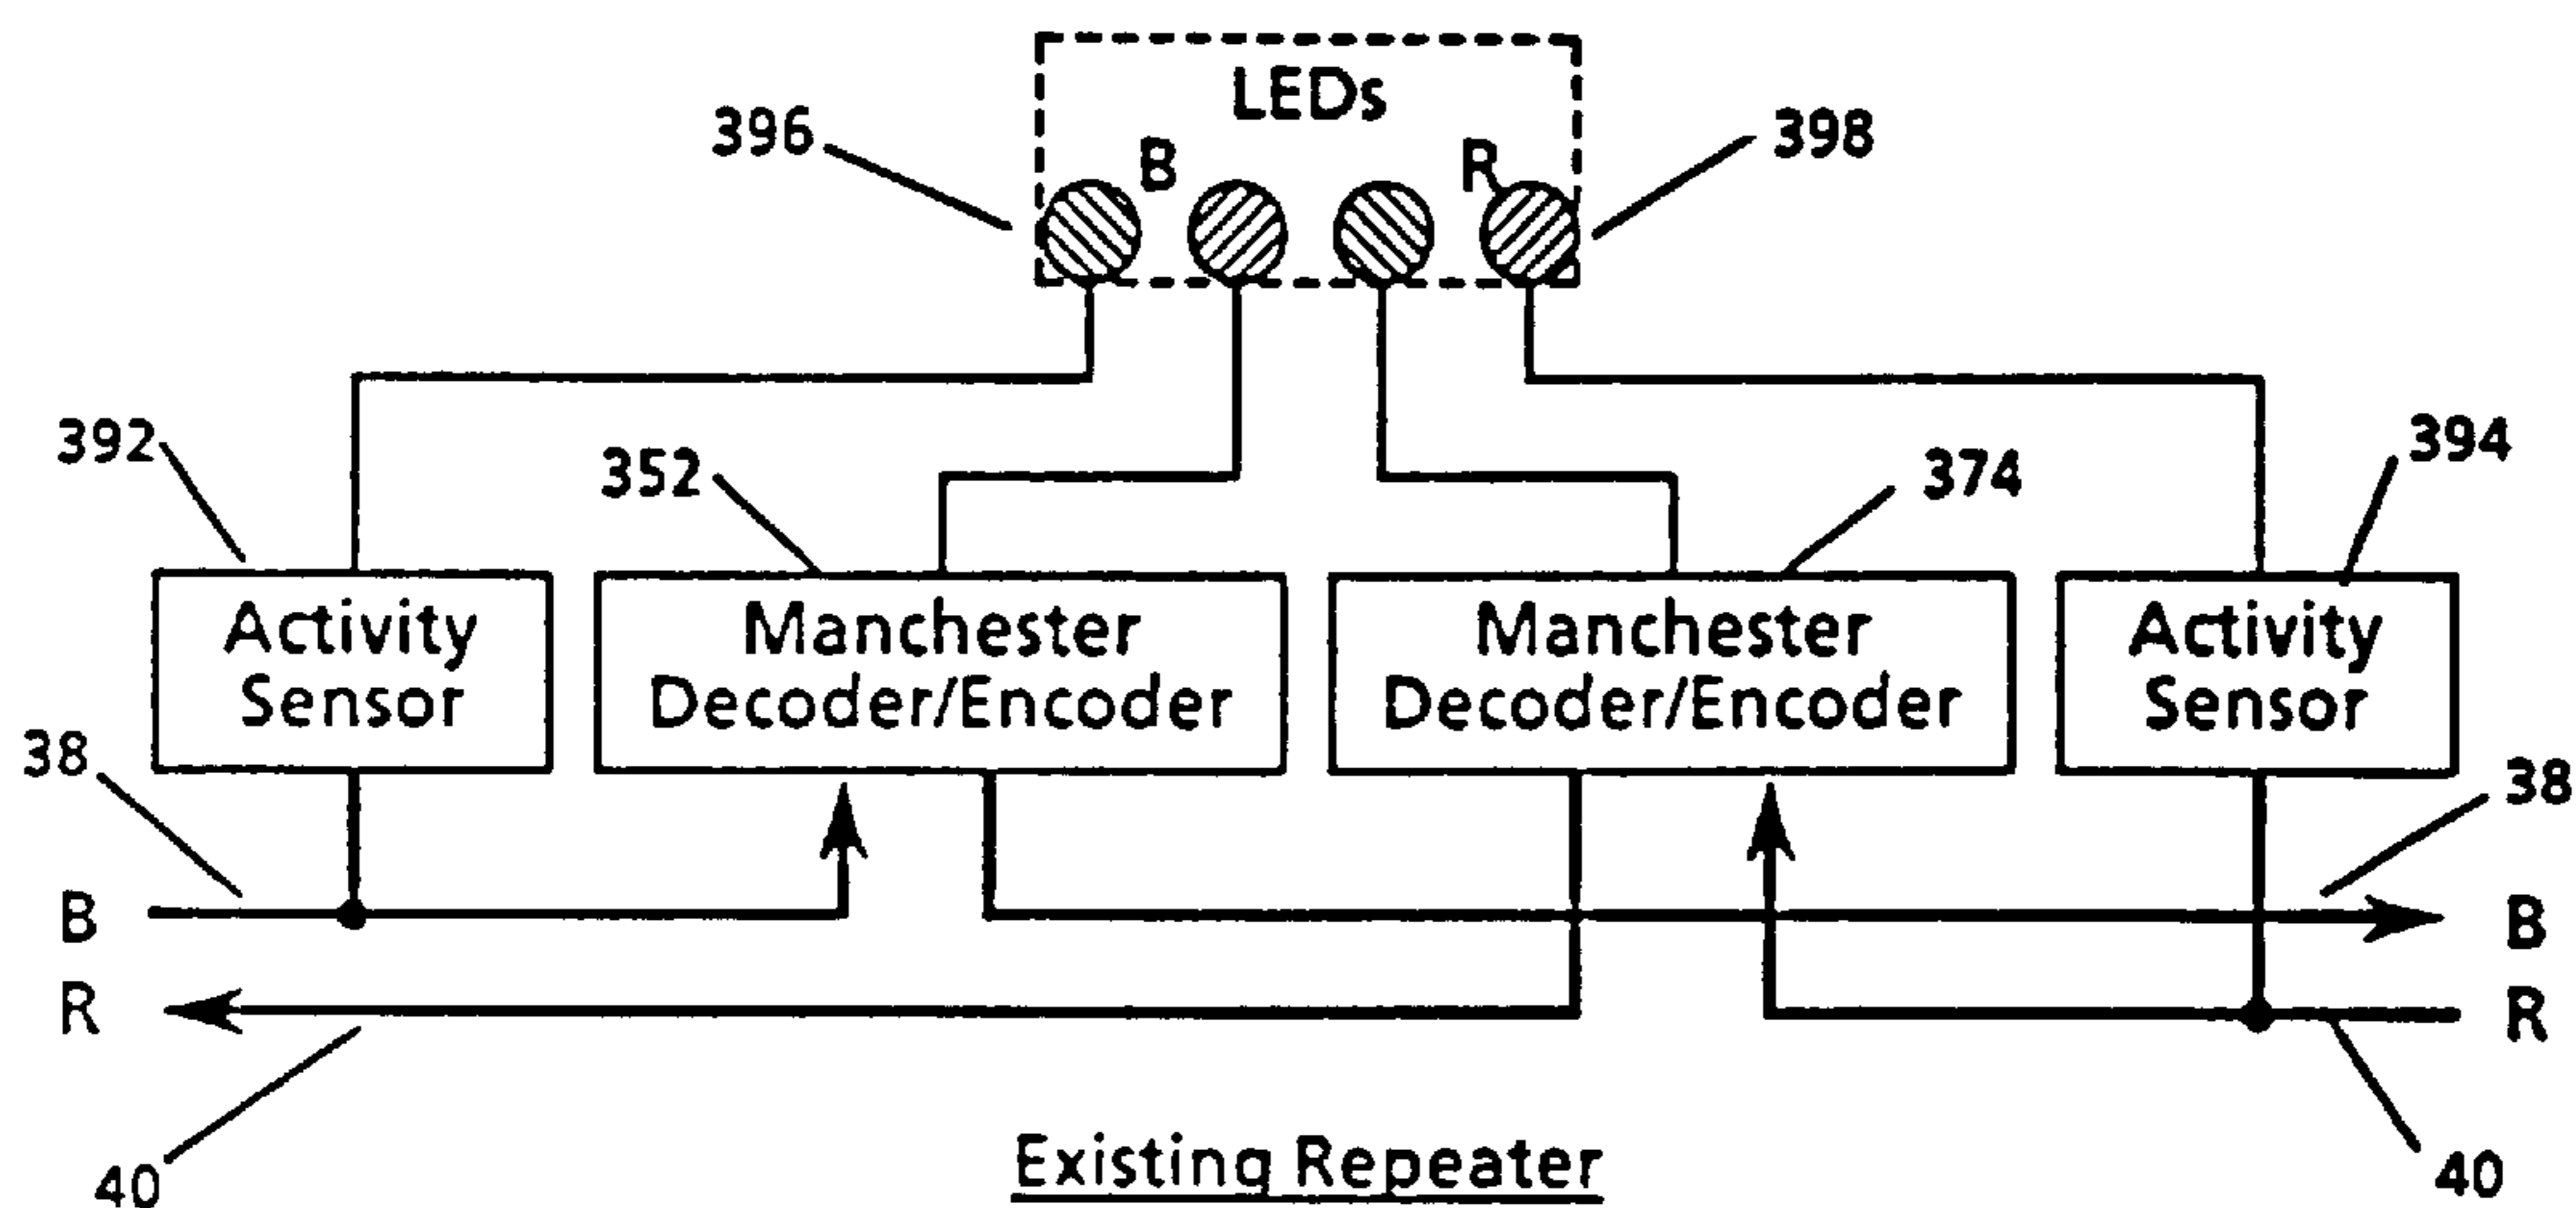 LEDs
396
B
R
398
392
352
374
394
Activity
Sensor
Manchester
Decoder/Encoder
Manchester
Decoder/Encoder
Activity
Sensor
38
38
B
B
R
R
40
40
Existing Repeater